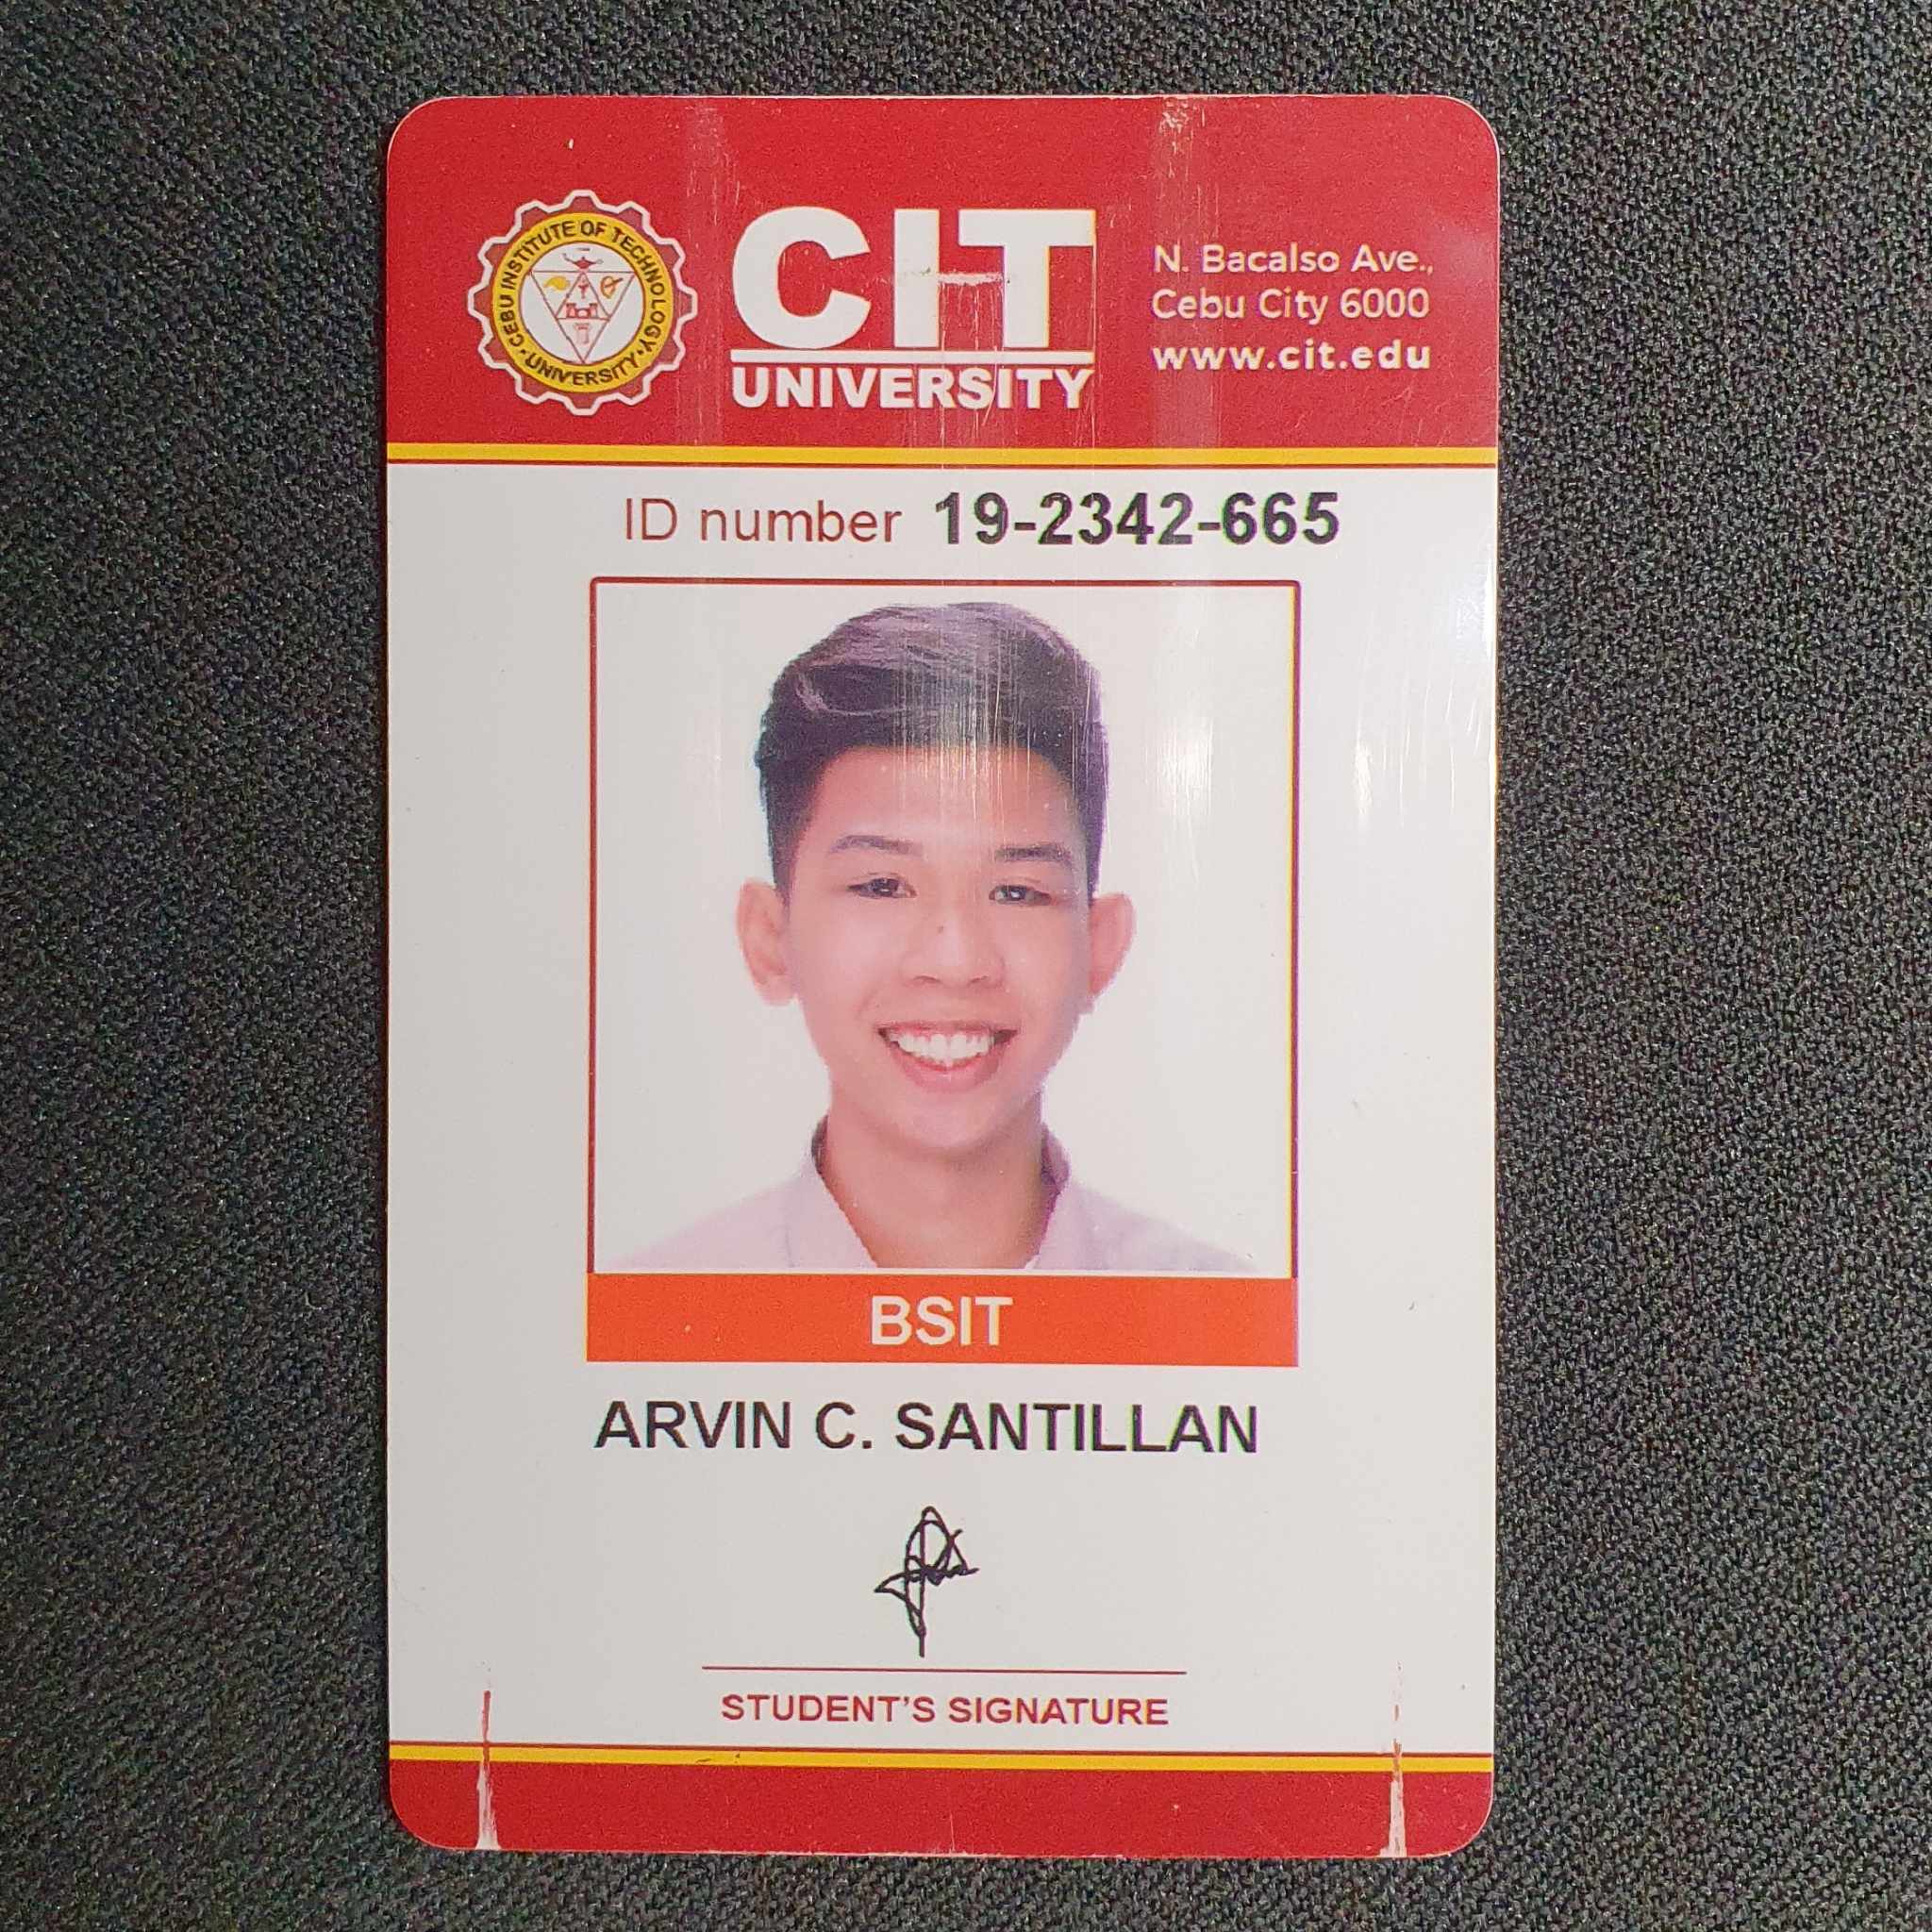 CEBU INSTITUTE OF TECHNOLOGY
• UNIVERSITY •
CIT
UNIVERSITY
N. Bacalso Ave.,
Cebu City 6000
www.cit.edu
ID number 19-2342-665
BSIT
ARVIN C. SANTILLAN
STUDENT'S SIGNATURE